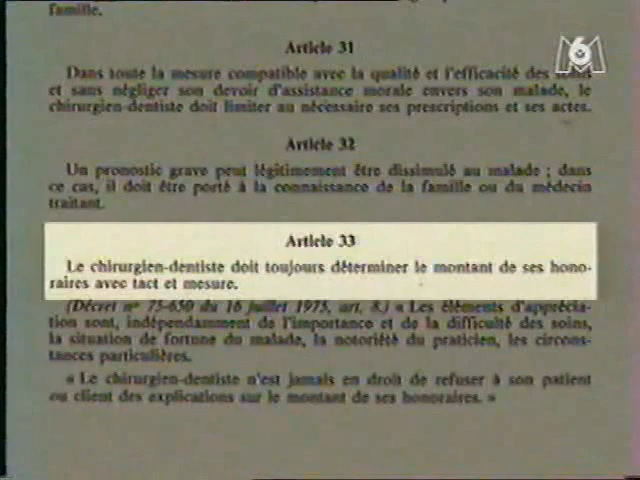 famille.
M6
Article 31
Dans toute la mesure compatible avec la qualité et l'efficacité des soins
et sans négliger son devoir d'assistance morale envers son malade, le
chirurgien-dentiste doit limiter au nécessaire ses prescriptions et ses actes.
Article 32
Un pronostic grave peut légitimement être dissimulé au malade ; dans
ce cas, il doit être porté à la connaissance de la famille ou du médecin
traitant.
Article 33
Le chirurgien-dentiste doit toujours déterminer le montant de ses hono-
raires avec tact et mesure.
(Décret nº 75-650 du 16 juillet 1975, art. 8.) « Les éléments d'apprécia-
tion sont, indépendamment de l'importance et de la difficulté des soins,
la situation de fortune du malade, la notoriété du praticien, les circons-
tances particulières.
« Le chirurgien-dentiste n'est jamais en droit de refuser à son patient
ou client des explications sur le montant de ses honoraires. »